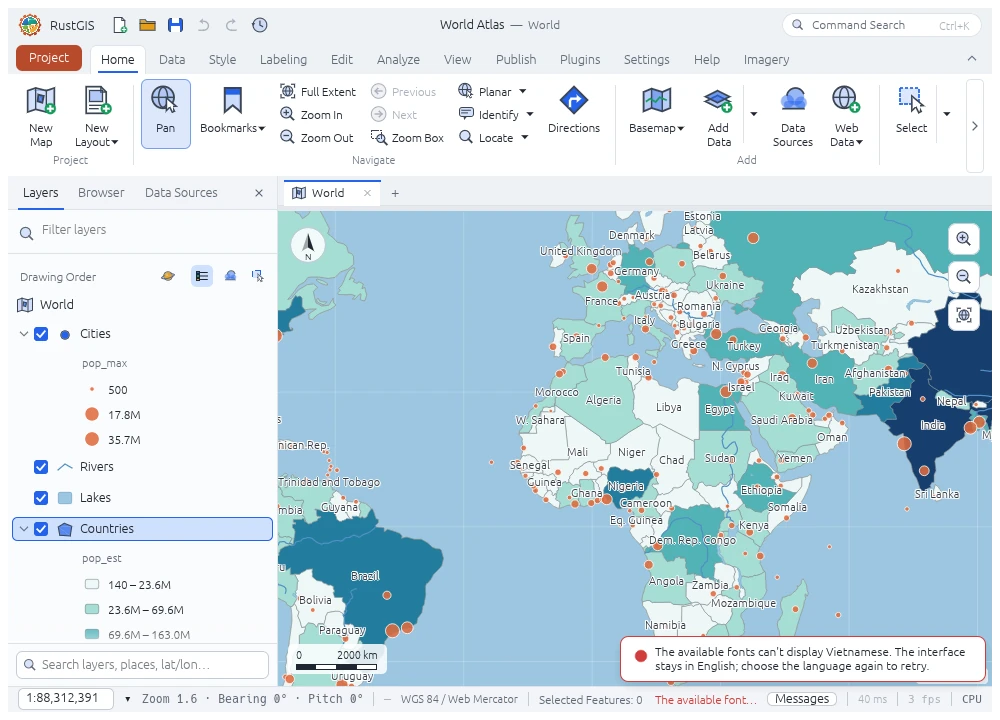 RustGIS
World Atlas — World
Command Search Ctrl+K
Project Home Data Style Labeling Edit Analyze View Publish Plugins Settings Help Imagery
New Map
New Layout
Project
Pan
Bookmarks
Full Extent
Zoom In
Zoom Out
Previous
Next
Zoom Box
Planar
Identify
Locate
Navigate
Directions
Basemap
Add Data
Data Sources
Web Data
Add
Select
Layers Browser Data Sources
World
Filter layers
Drawing Order
World
Cities
pop_max
500
17.8M
35.7M
Rivers
Lakes
Countries
pop_est
140 – 23.6M
23.6M – 69.6M
69.6M – 163.0M
Search layers, places, lat/lon…
N
Estonia
Latvia
Denmark
United Kingdom
Belarus
Germany
Ukraine
Kazakhstan
France
Austria
Romania
Italy
Bulgaria
Georgia
Uzbekistan
Spain
Greece
Turkey
Turkmenistan
N. Cyprus
Tunisia
Israel
Iraq
Iran
Afghanistan
Morocco
Algeria
Libya
Egypt
Kuwait
Pakistan
Nepal
W. Sahara
Saudi Arabia
India
Oman
nican Rep.
Mali
Niger
Chad
Sudan
Yemen
Senegal
Trinidad and Tobago
Guinea
Ghana
Nigeria
Ethiopia
Sri Lanka
mbia
Guyana
Cameroon
Somalia
Eq. Guinea
Kenya
Dem. Rep. Congo
Brazil
Angola
Zambia
Bolivia
Mozambique
Paraguay
Namibia
Uruguay
0 2000 km
The available fonts can't display Vietnamese. The interface
stays in English; choose the language again to retry.
1:88,312,391
Zoom 1.6 · Bearing 0° · Pitch 0°
— WGS 84 / Web Mercator
Selected Features: 0
The available font…
Messages
40 ms
3 fps
CPU